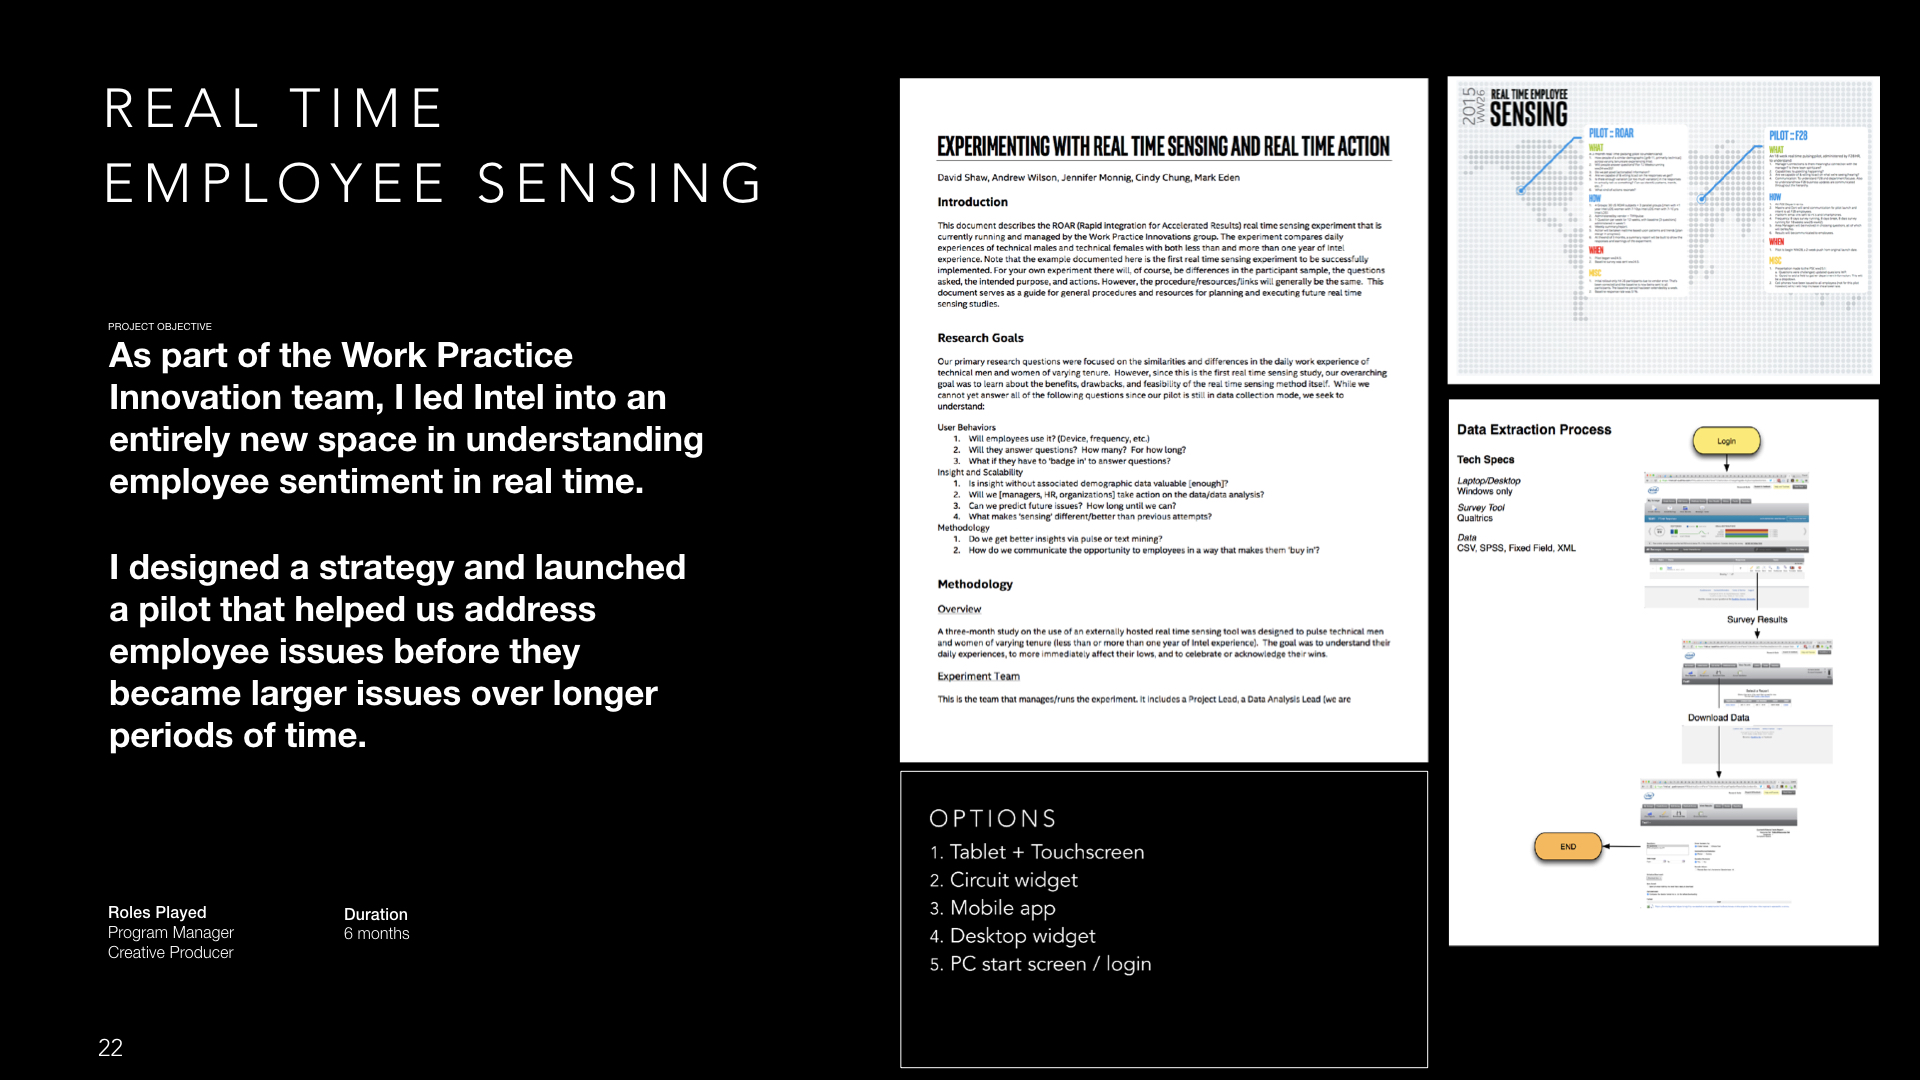 REAL TIME
EMPLOYEE SENSING
PROJECT OBJECTIVE
As part of the Work Practice
Innovation team, I led Intel into an
entirely new space in understanding
employee sentiment in real time.
I designed a strategy and launched
a pilot that helped us address
employee issues before they
became larger issues over longer
periods of time.
Roles Played
Program Manager
Creative Producer
Duration
6 months
22
EXPERIMENTING WITH REAL TIME SENSING AND REAL TIME ACTION
David Shaw, Andrew Wilson, Jennifer Monnig, Cindy Chung, Mark Eden
Introduction
This document describes the ROAR (Rapid integration for Accelerated Results) real time sensing experiment that is
currently running and managed by the Work Practice Innovations group. The experiment compares daily
experiences of technical males and technical females with both less than and more than one year of Intel
experience. Note that the example documented here is the first real time sensing experiment to be successfully
implemented. For your own experiment there will, of course, be differences in the participant sample, the questions
asked, the intended purpose, and actions. However, the procedure/resources/links will generally be the same. This
document serves as a guide for general procedures and resources for planning and executing future real time
sensing studies.
Research Goals
Our primary research questions were focused on the similarities and differences in the daily work experience of
technical men and women of varying tenure. However, since this is the first real time sensing study, our overarching
goal was to learn about the benefits, drawbacks, and feasibility of the real time sensing method itself. While we
cannot yet answer all of the following questions since our pilot is still in data collection mode, we seek to
understand:
User Behaviors
1. Will employees use it? (Device, frequency, etc.)
2. Will they answer questions? How many? For how long?
3. What if they have to 'badge in' to answer questions?
Insight and Scalability
1. Is insight without associated demographic data valuable [enough]?
2. Will we [managers, HR, organizations] take action on the data/data analysis?
3. Can we predict future issues? How long until we can?
4. What makes 'sensing' different/better than previous attempts?
Methodology
1. Do we get better insights via pulse or text mining?
2. How do we communicate the opportunity to employees in a way that makes them 'buy in'?
Methodology
Overview
A three-month study on the use of an externally hosted real time sensing tool was designed to pulse technical men
and women of varying tenure (less than or more than one year of Intel experience). The goal was to understand their
daily experiences, to more immediately affect their lows, and to celebrate or acknowledge their wins.
Experiment Team
This is the team that manages/runs the experiment. It includes a Project Lead, a Data Analysis Lead (we are
OPTIONS
1. Tablet + Touchscreen
2. Circuit widget
3. Mobile app
4. Desktop widget
5. PC start screen / login
2015
WW26
REAL TIME EMPLOYEE
SENSING
PILOT :: ROAR
WHAT
HOW
WHEN
MISC
PILOT :: F28
WHAT
HOW
WHEN
MISC
Data Extraction Process
Tech Specs
Laptop/Desktop
Windows only
Survey Tool
Qualtrics
Data
CSV, SPSS, Fixed Field, XML
Login
Survey Results
Download Data
END